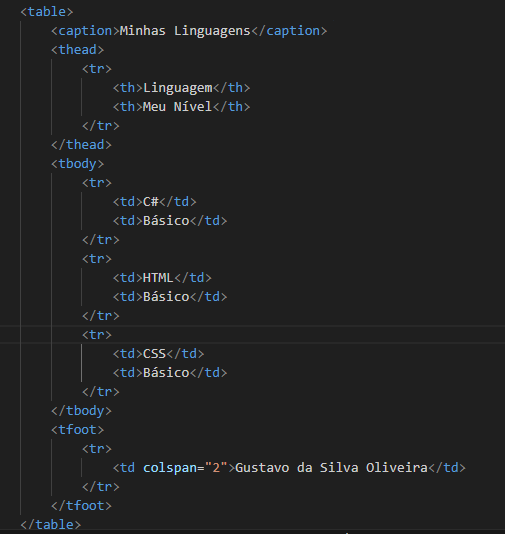 <table>
<caption>Minhas Linguagens</caption>
<thead>
<tr>
<th>Linguagem</th>
<th>Meu Nível</th>
</tr>
</thead>
<tbody>
<tr>
<td>C#</td>
<td>Básico</td>
</tr>
<tr>
<td>HTML</td>
<td>Básico</td>
</tr>
<tr>
<td>CSS</td>
<td>Básico</td>
</tr>
</tbody>
<tfoot>
<tr>
<td colspan="2">Gustavo da Silva Oliveira</td>
</tr>
</tfoot>
</table>